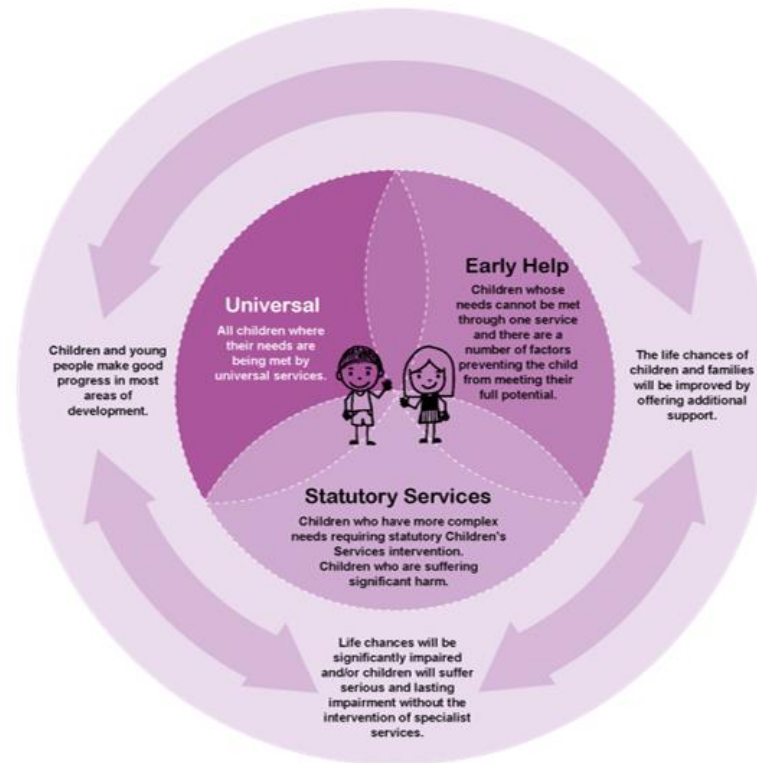 Universal
All children where
their needs are
being met by
universal services.
Early Help
Children whose
needs cannot be met
through one service
and there are a
number of factors
preventing the child
from meeting their
full potential.
Children and young
people make good
progress in most
areas of
development.
The life chances of
children and families
will be improved by
offering additional
support.
Statutory Services
Children who have more complex
needs requiring statutory Children's
Services intervention.
Children who are suffering
significant harm.
Life chances will be
significantly impaired
and/or children will suffer
serious and lasting
impairment without the
intervention of specialist
services.